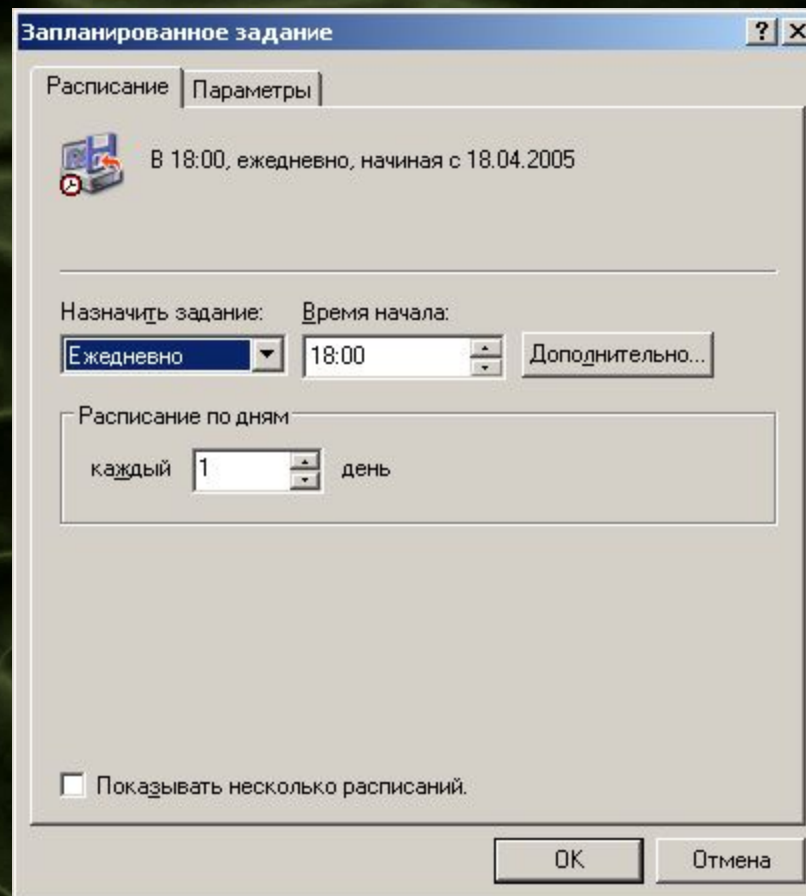 Запланированное задание
Расписание Параметры
В 18:00, ежедневно, начиная с 18.04.2005
Назначить задание: Время начала:
Ежедневно 18:00 Дополнительно...
Расписание по дням
каждый 1 день
Показывать несколько расписаний.
OK Отмена